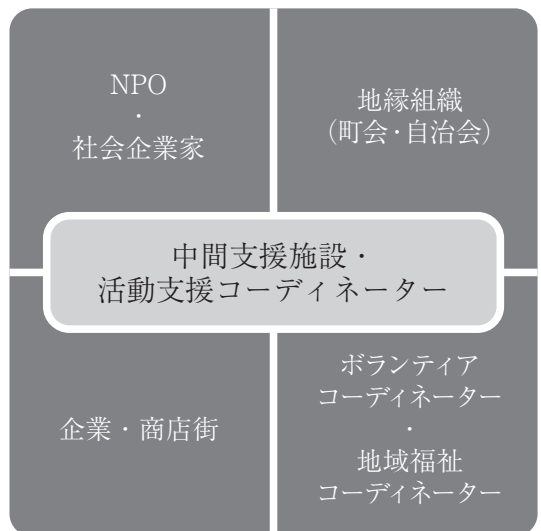 NPO
・
社会企業家
地縁組織
(町会・自治会)
中間支援施設・
活動支援コーディネーター
企業・商店街
ボランティア
コーディネーター
・
地域福祉
コーディネーター